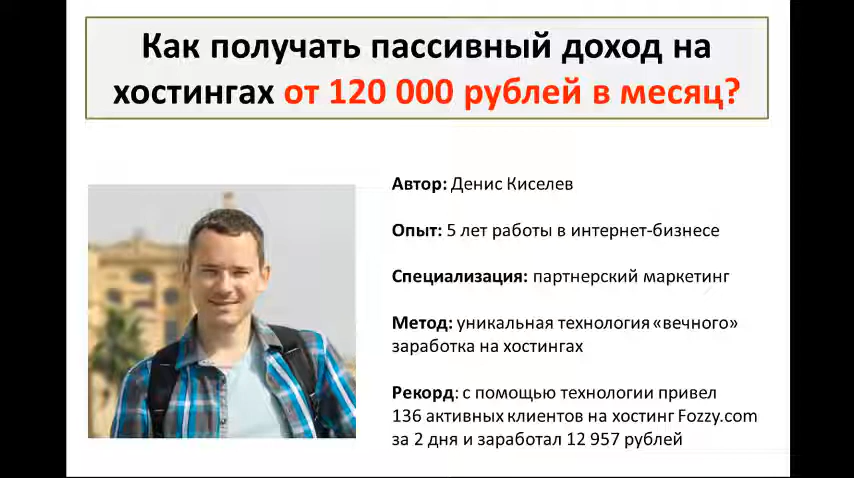 Как получать пассивный доход на
хостингах от 120 000 рублей в месяц?
Автор: Денис Киселев
Опыт: 5 лет работы в интернет-бизнесе
Специализация: партнерский маркетинг
Метод: уникальная технология «вечного»
заработка на хостингах
Рекорд: с помощью технологии привел
136 активных клиентов на хостинг Fozzy.com
за 2 дня и заработал 12 957 рублей